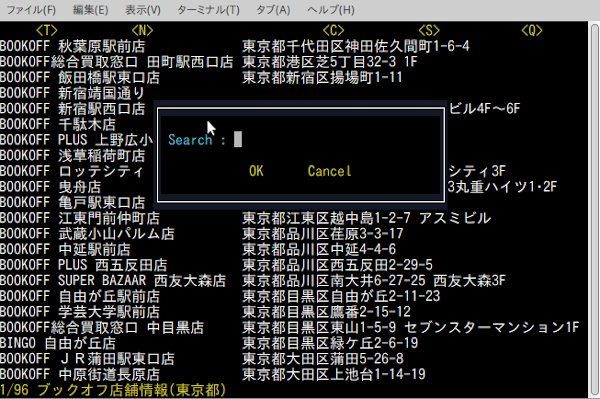 ファイル(F) 編集(E) 表示(V) ターミナル(T) タブ(A) ヘルプ(H)
<T> <N> <C> <S> <Q>
BOOKOFF 秋葉原駅前店 東京都千代田区神田佐久間町1-6-4
BOOKOFF総合買取窓口 田町駅西口店 東京都港区芝5丁目32-3 1F
BOOKOFF 飯田橋駅東口店 東京都新宿区揚場町1-11
BOOKOFF 新宿靖国通り
BOOKOFF 新宿駅西口店 ビル4F～6F
BOOKOFF 千駄木店
BOOKOFF PLUS 上野広小
Search :
BOOKOFF 浅草稲荷町店
BOOKOFF ロッテシティ シティ3F
OK Cancel
BOOKOFF 曳舟店 3丸重ハイツ1・2F
BOOKOFF 亀戸駅東口店
BOOKOFF 江東門前仲町店 東京都江東区越中島1-2-7 アスミビル
BOOKOFF 武蔵小山パルム店 東京都品川区荏原3-3-17
BOOKOFF 中延駅前店 東京都品川区中延4-4-6
BOOKOFF PLUS 西五反田店 東京都品川区西五反田2-29-5
BOOKOFF SUPER BAZAAR 西友大森店 東京都品川区南大井6-27-25 西友大森3F
BOOKOFF 自由が丘駅前店 東京都目黒区自由が丘2-11-23
BOOKOFF 学芸大学駅前店 東京都目黒区鷹番2-15-12
BOOKOFF総合買取窓口 中目黒店 東京都目黒区東山1-5-9 セブンスターマンション1F
BINGO 自由が丘店 東京都目黒区緑ケ丘2-6-19
BOOKOFF ＪＲ蒲田駅東口店 東京都大田区蒲田5-26-8
BOOKOFF 中原街道長原店 東京都大田区上池台1-14-19
1/96 ブックオフ店舗情報(東京都)